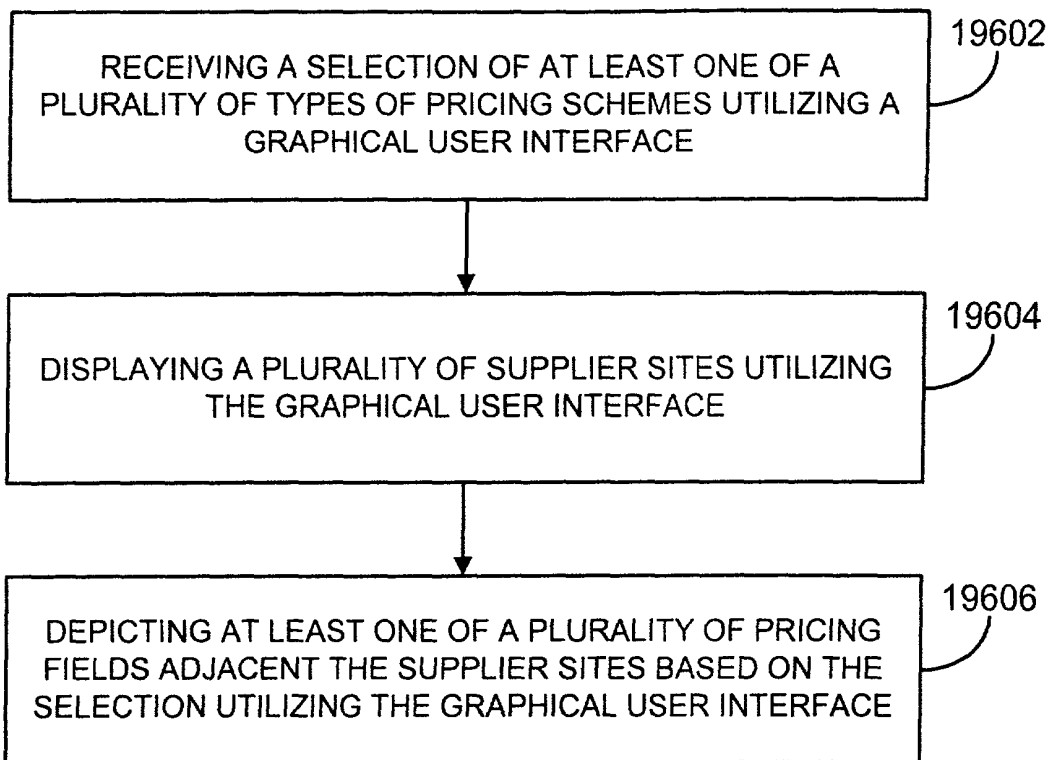 19602
RECEIVING A SELECTION OF AT LEAST ONE OF A
PLURALITY OF TYPES OF PRICING SCHEMES UTILIZING A
GRAPHICAL USER INTERFACE
19604
DISPLAYING A PLURALITY OF SUPPLIER SITES UTILIZING
THE GRAPHICAL USER INTERFACE
19606
DEPICTING AT LEAST ONE OF A PLURALITY OF PRICING
FIELDS ADJACENT THE SUPPLIER SITES BASED ON THE
SELECTION UTILIZING THE GRAPHICAL USER INTERFACE